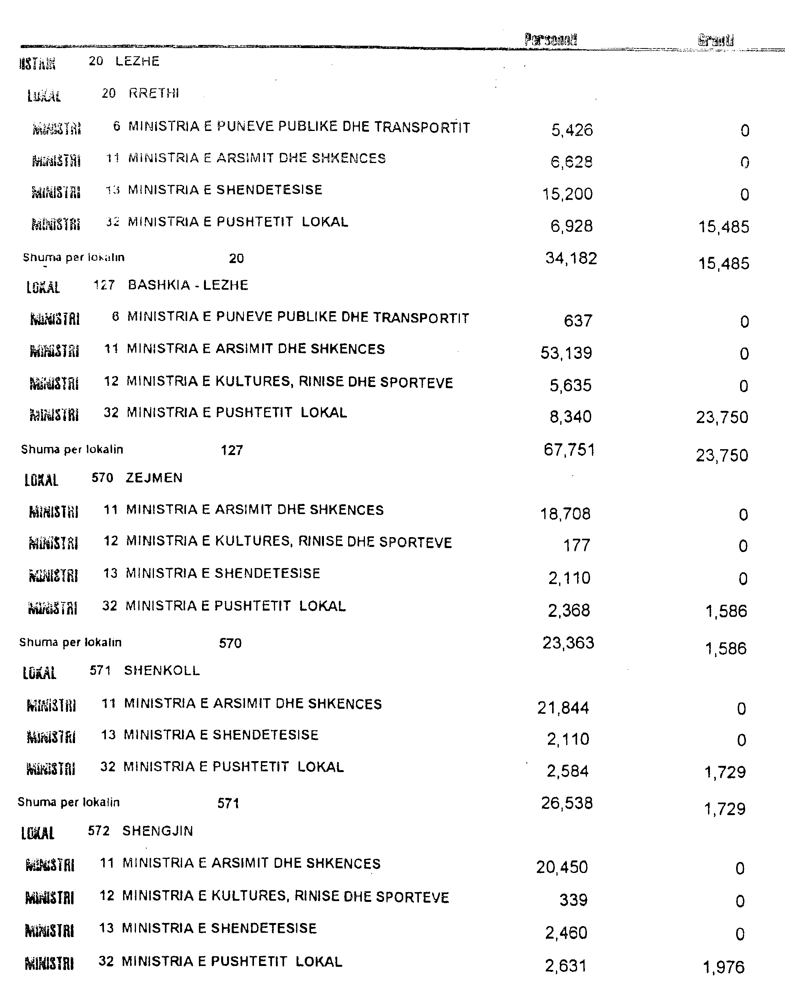 Personeli Granti
20 LEZHE
LOKAL 20 RRETHI
MINISTRI 6 MINISTRIA E PUNEVE PUBLIKE DHE TRANSPORTIT 5,426 0
MINISTRI 11 MINISTRIA E ARSIMIT DHE SHKENCES 6,628 0
MINISTRI 13 MINISTRIA E SHENDETESISE 15,200 0
MINISTRI 32 MINISTRIA E PUSHTETIT LOKAL 6,928 15,485
Shuma per lokalin 20 34,182 15,485
LOKAL 127 BASHKIA - LEZHE
MINISTRI 6 MINISTRIA E PUNEVE PUBLIKE DHE TRANSPORTIT 637 0
MINISTRI 11 MINISTRIA E ARSIMIT DHE SHKENCES 53,139 0
MINISTRI 12 MINISTRIA E KULTURES, RINISE DHE SPORTEVE 5,635 0
MINISTRI 32 MINISTRIA E PUSHTETIT LOKAL 8,340 23,750
Shuma per lokalin 127 67,751 23,750
LOKAL 570 ZEJMEN
MINISTRI 11 MINISTRIA E ARSIMIT DHE SHKENCES 18,708 0
MINISTRI 12 MINISTRIA E KULTURES, RINISE DHE SPORTEVE 177 0
MINISTRI 13 MINISTRIA E SHENDETESISE 2,110 0
MINISTRI 32 MINISTRIA E PUSHTETIT LOKAL 2,368 1,586
Shuma per lokalin 570 23,363 1,586
LOKAL 571 SHENKOLL
MINISTRI 11 MINISTRIA E ARSIMIT DHE SHKENCES 21,844 0
MINISTRI 13 MINISTRIA E SHENDETESISE 2,110 0
MINISTRI 32 MINISTRIA E PUSHTETIT LOKAL 2,584 1,729
Shuma per lokalin 571 26,538 1,729
LOKAL 572 SHENGJIN
MINISTRI 11 MINISTRIA E ARSIMIT DHE SHKENCES 20,450 0
MINISTRI 12 MINISTRIA E KULTURES, RINISE DHE SPORTEVE 339 0
MINISTRI 13 MINISTRIA E SHENDETESISE 2,460 0
MINISTRI 32 MINISTRIA E PUSHTETIT LOKAL 2,631 1,976